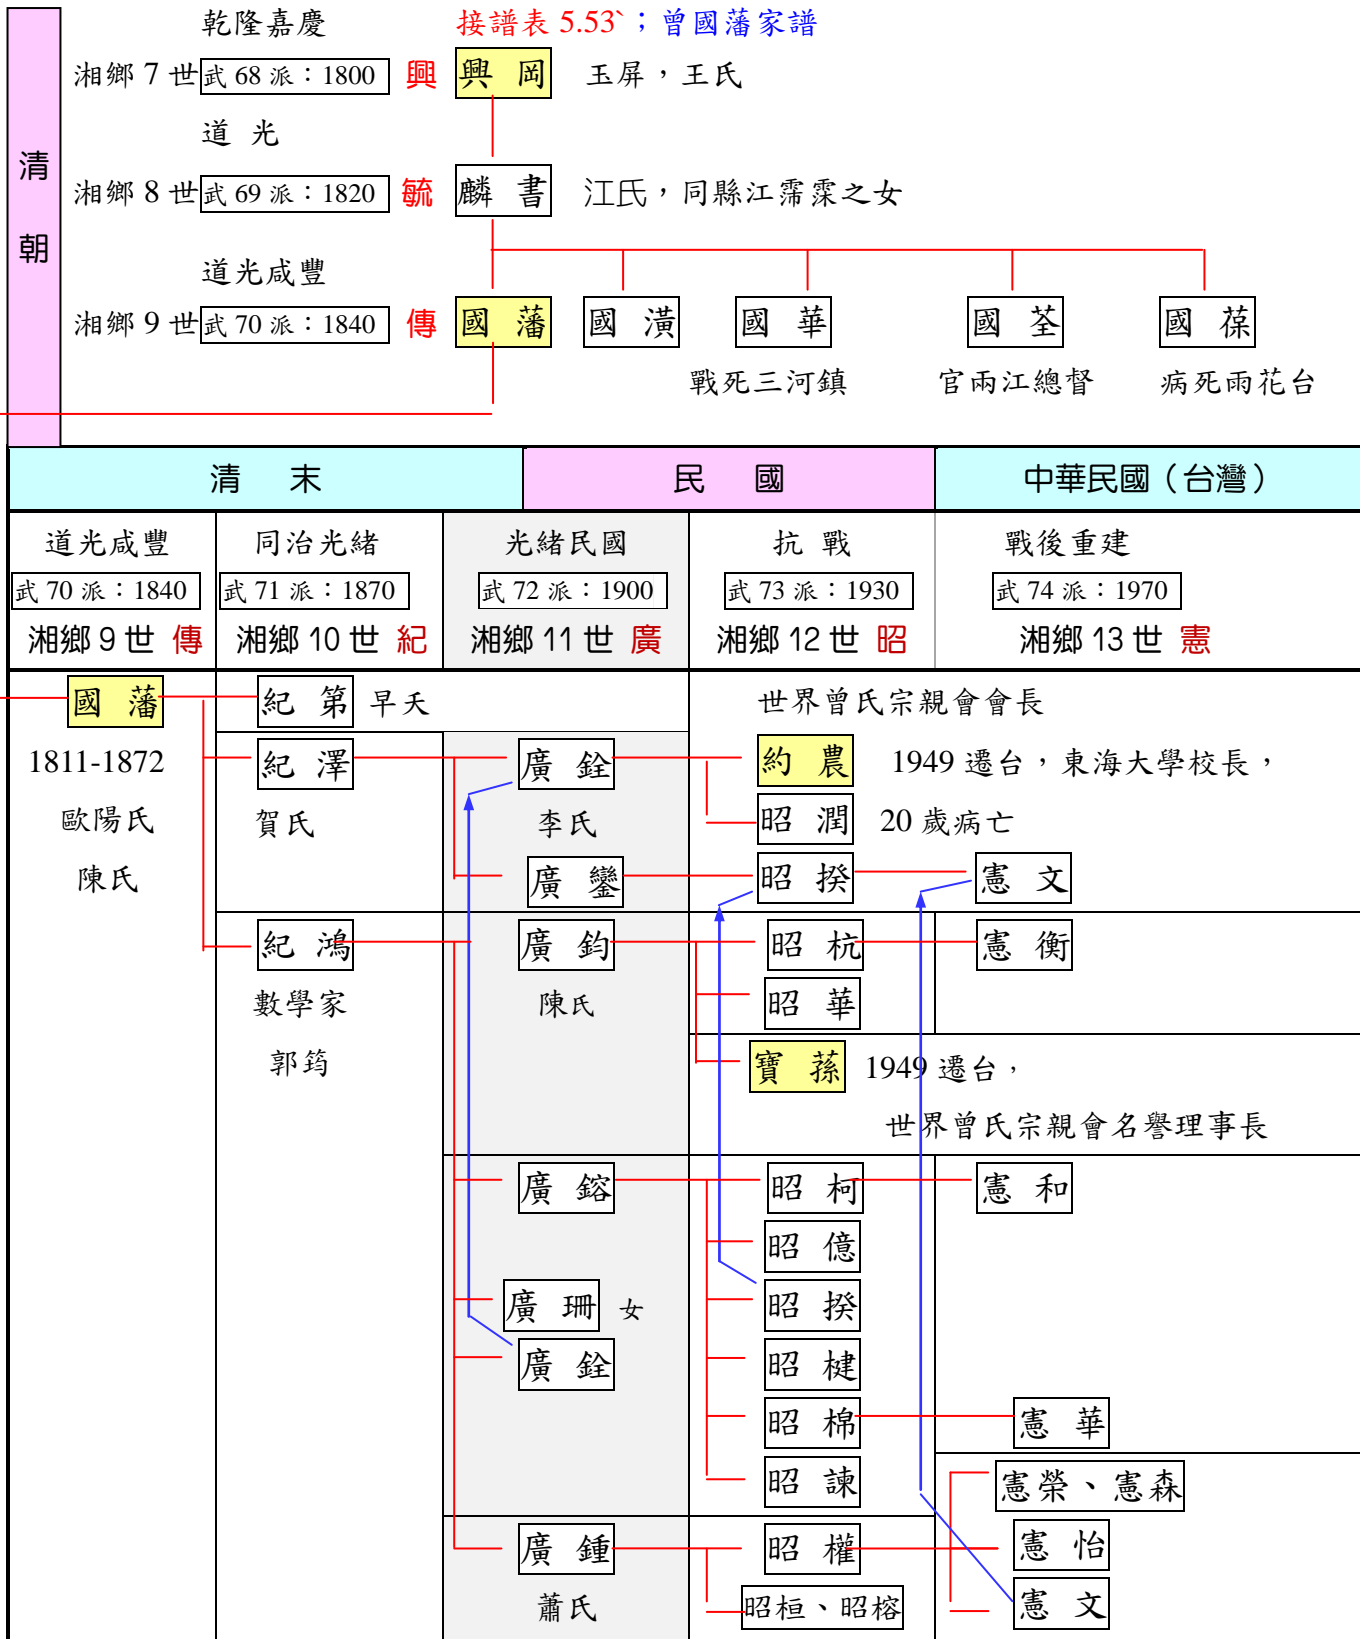 乾隆嘉慶 接譜表 5.53`；曾國藩家譜
湘鄉 7 世 武 68 派：1800 興 興 岡 玉屏，王氏
道 光
清 朝
湘鄉 8 世 武 69 派：1820 毓 麟 書 江氏，同縣江霈霖之女
道光咸豐
湘鄉 9 世 武 70 派：1840 傳 國 藩 國 潢 國 華 國 荃 國 葆
戰死三河鎮 官兩江總督 病死雨花台
清 末 民 國 中華民國（台灣）
道光咸豐 同治光緒 光緒民國 抗 戰 戰後重建
武 70 派：1840 武 71 派：1870 武 72 派：1900 武 73 派：1930 武 74 派：1970
湘鄉 9 世 傳 湘鄉 10 世 紀 湘鄉 11 世 廣 湘鄉 12 世 昭 湘鄉 13 世 憲
國 藩 紀 第 早夭 世界曾氏宗親會會長
1811-1872 紀 澤 廣 銓 約 農 1949 遷台，東海大學校長，
歐陽氏 賀氏 李氏 昭 潤 20 歲病亡
陳氏 廣 鑾 昭 揆 憲 文
紀 鴻 廣 鈞 昭 杭 憲 衡
數學家 陳氏 昭 華
郭筠 寶 蓀 1949 遷台，
世界曾氏宗親會名譽理事長
廣 鎔 昭 柯 憲 和
昭 億
廣 珊 女 昭 揆
廣 銓 昭 楗
昭 棉 憲 華
昭 諫 憲榮、憲森
廣 鍾 昭 權 憲 怡
蕭氏 昭桓、昭榕 憲 文